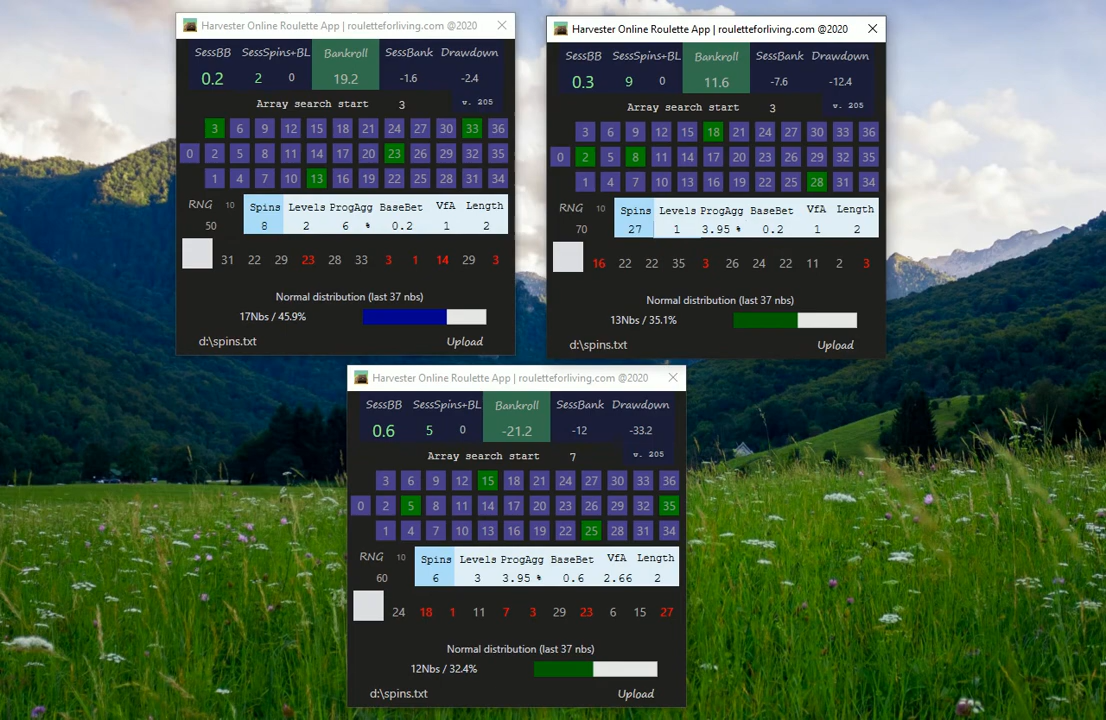 Harvester Online Roulette App | rouletteforliving.com @2020
SessBB SessSpins+BL Bankroll SessBank Drawdown
0.2 2 0 19.2 -1.6 -2.4
Array search start 3 v. 205
3 6 9 12 15 18 21 24 27 30 33 36
0 2 5 8 11 14 17 20 23 26 29 32 35
1 4 7 10 13 16 19 22 25 28 31 34
RNG 10 Spins Levels ProgAgg BaseBet VfA Length
50 8 2 6 % 0.2 1 2
31 22 29 23 28 33 3 1 14 29 3
Normal distribution (last 37 nbs)
17Nbs / 45.9%
d:\spins.txt Upload
Harvester Online Roulette App | rouletteforliving.com @2020
SessBB SessSpins+BL Bankroll SessBank Drawdown
0.3 9 0 11.6 -7.6 -12.4
Array search start 3 v. 205
3 6 9 12 15 18 21 24 27 30 33 36
0 2 5 8 11 14 17 20 23 26 29 32 35
1 4 7 10 13 16 19 22 25 28 31 34
RNG 10 Spins Levels ProgAgg BaseBet VfA Length
70 27 1 3.95 % 0.2 1 2
16 22 22 35 3 26 24 22 11 2 3
Normal distribution (last 37 nbs)
13Nbs / 35.1%
d:\spins.txt Upload
Harvester Online Roulette App | rouletteforliving.com @2020
SessBB SessSpins+BL Bankroll SessBank Drawdown
0.6 5 0 -21.2 -12 -33.2
Array search start 7 v. 205
3 6 9 12 15 18 21 24 27 30 33 36
0 2 5 8 11 14 17 20 23 26 29 32 35
1 4 7 10 13 16 19 22 25 28 31 34
RNG 10 Spins Levels ProgAgg BaseBet VfA Length
60 6 3 3.95 % 0.6 2.66 2
24 18 1 11 7 3 29 23 6 15 27
Normal distribution (last 37 nbs)
12Nbs / 32.4%
d:\spins.txt Upload